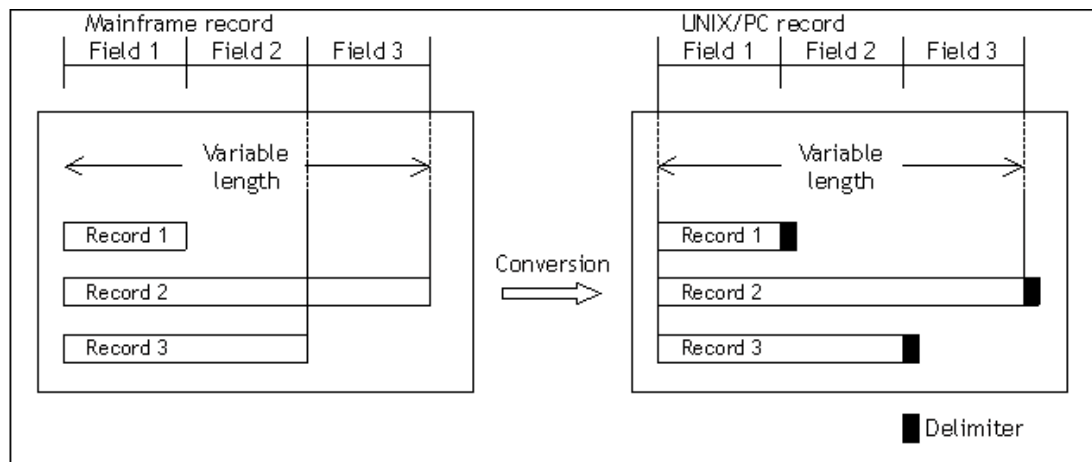 Mainframe record
Field 1 Field 2 Field 3
Variable
length
Record 1
Record 2
Record 3
Conversion
UNIX/PC record
Field 1 Field 2 Field 3
Variable
length
Record 1
Record 2
Record 3
Delimiter